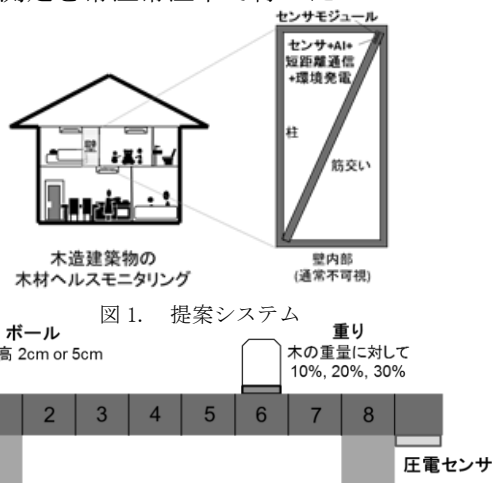 センサモジュール
センサ+AI+
短距離通信
+環境発電
柱
筋交い
木造建築物の
木材ヘルスモニタリング
壁内部
(通常不可視)
図 1. 提案システム
ボール
高 2cm or 5cm
重り
木の重量に対して
10%, 20%, 30%
2 3 4 5 6 7 8
圧電センサ